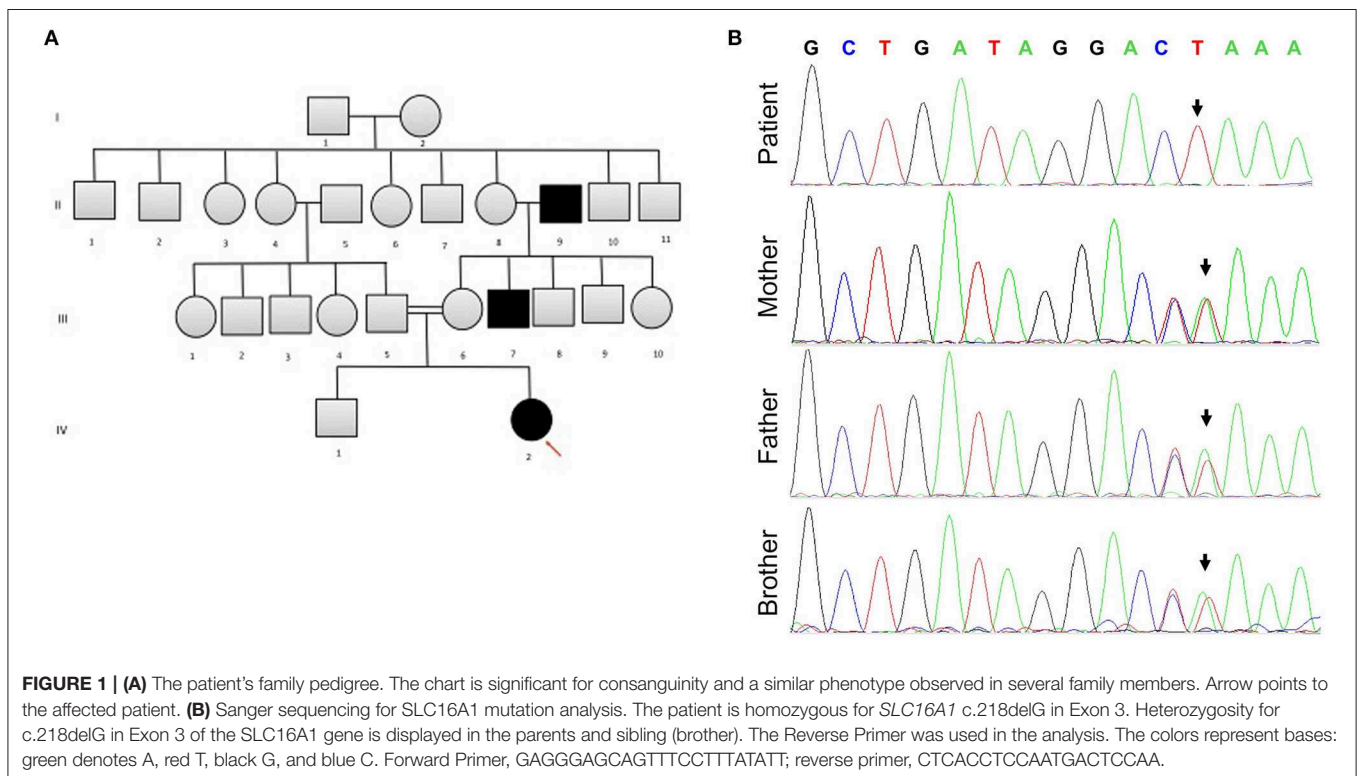 A
I
1 2
II
1 2 3 4 5 6 7 8 9 10 11
III
1 2 3 4 5 6 7 8 9 10
IV
1 2
B
G C T G A T A G G A C T A A A
Patient
Mother
Father
Brother
FIGURE 1 | (A) The patient's family pedigree. The chart is significant for consanguinity and a similar phenotype observed in several family members. Arrow points to
the affected patient. (B) Sanger sequencing for SLC16A1 mutation analysis. The patient is homozygous for SLC16A1 c.218delG in Exon 3. Heterozygosity for
c.218delG in Exon 3 of the SLC16A1 gene is displayed in the parents and sibling (brother). The Reverse Primer was used in the analysis. The colors represent bases:
green denotes A, red T, black G, and blue C. Forward Primer, GAGGGAGCAGTTTCCTTTATATT; reverse primer, CTCACCTCCAATGACTCCAA.